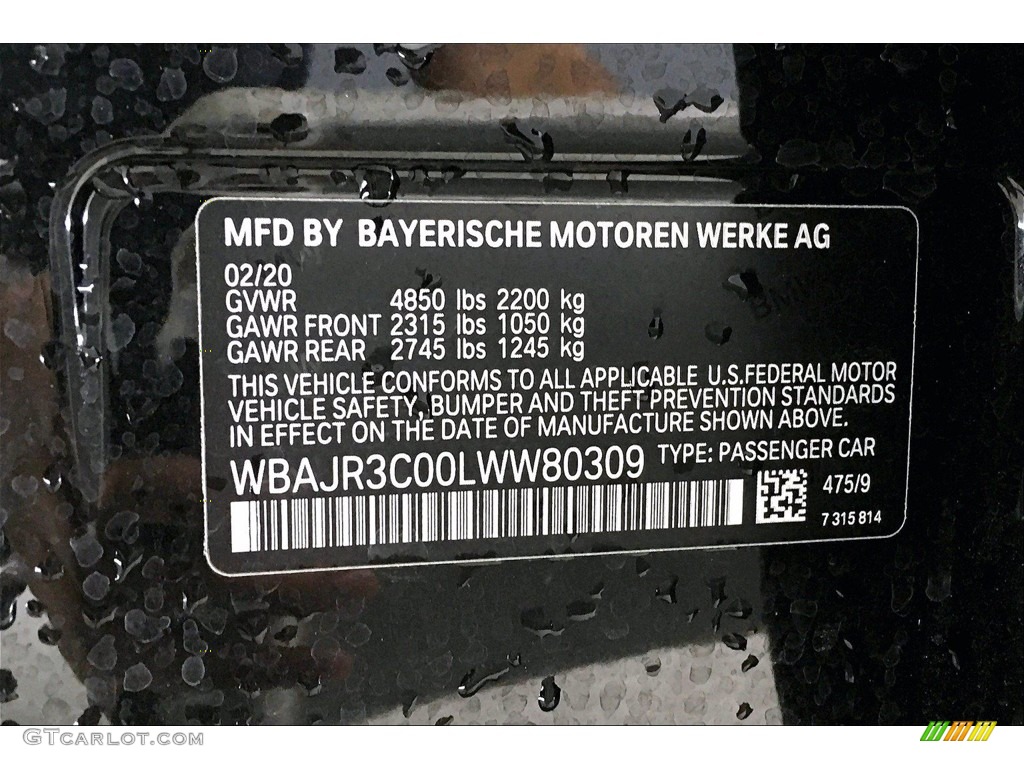 MFD BY BAYERISCHE MOTOREN WERKE AG
02/20
GVWR 4850 lbs 2200 kg
GAWR FRONT 2315 lbs 1050 kg
GAWR REAR 2745 lbs 1245 kg
THIS VEHICLE CONFORMS TO ALL APPLICABLE U.S.FEDERAL MOTOR
VEHICLE SAFETY, BUMPER AND THEFT PREVENTION STANDARDS
IN EFFECT ON THE DATE OF MANUFACTURE SHOWN ABOVE.
WBAJR3C00LWW80309 TYPE: PASSENGER CAR
475/9
7 315 814
GTCARLOT.COM